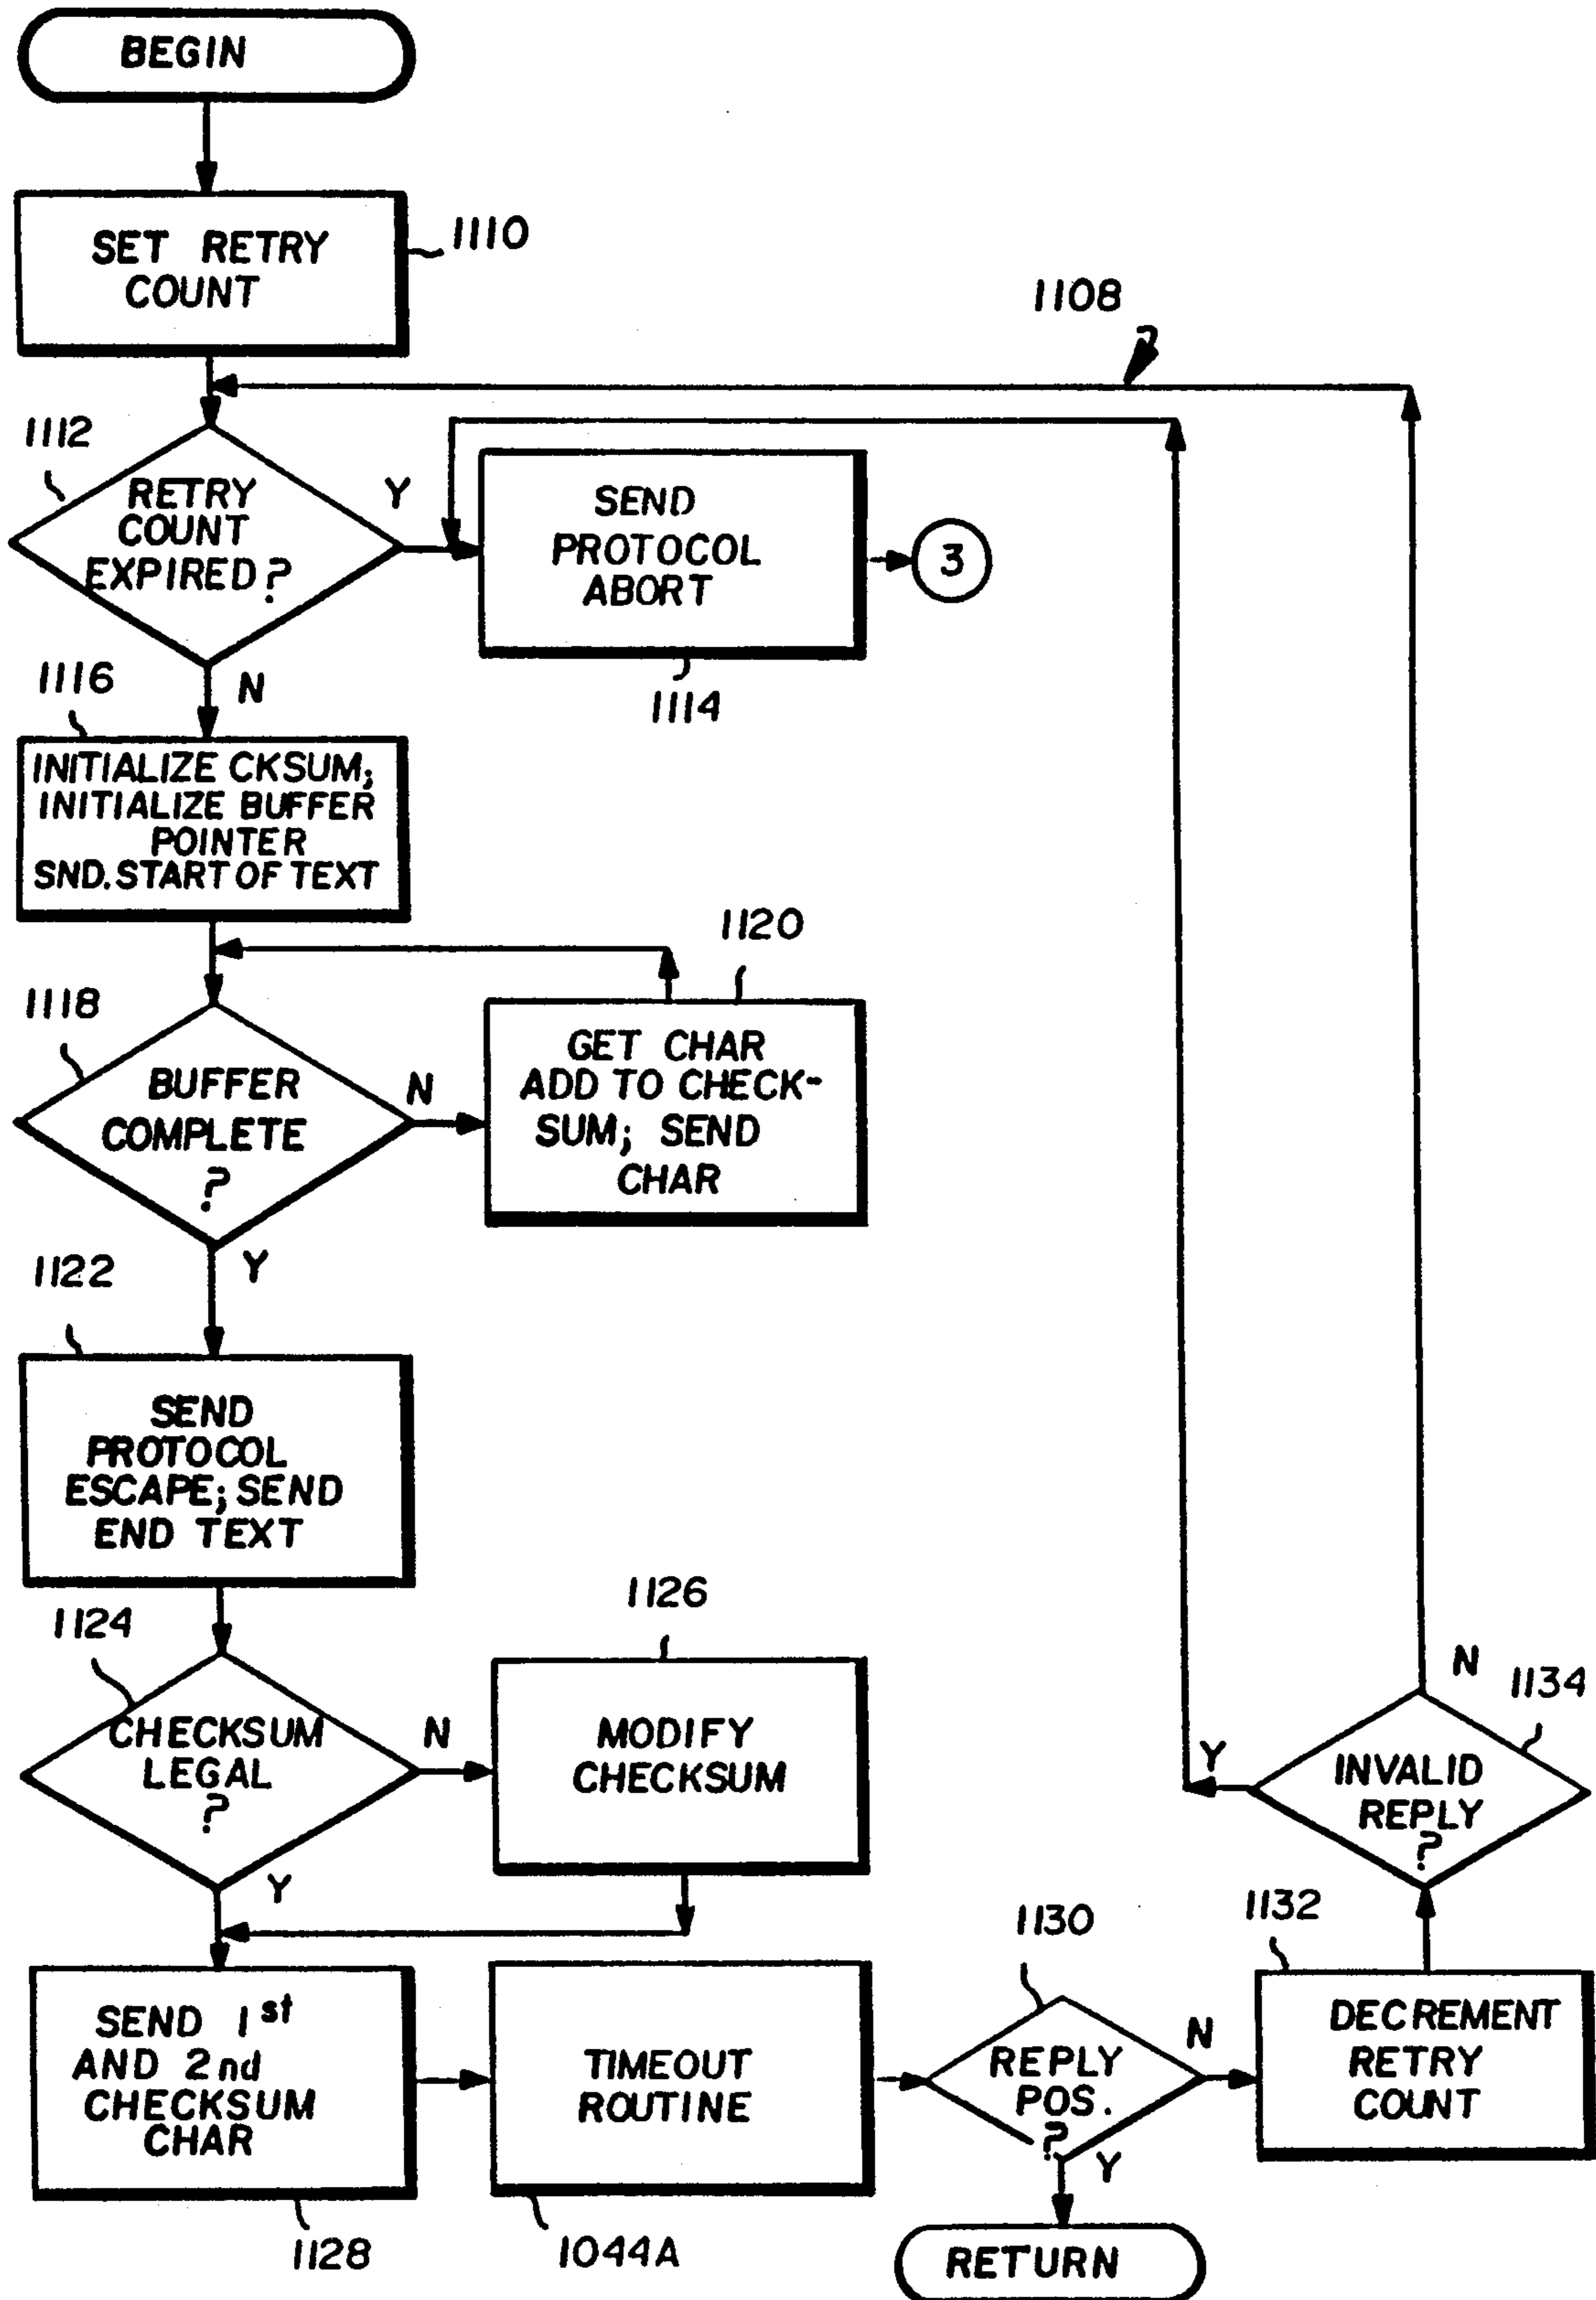 BEGIN
SET RETRY
COUNT
1110
1108
1112
RETRY
COUNT
EXPIRED?
Y
SEND
PROTOCOL
ABORT
3
1114
N
1116
INITIALIZE CKSUM;
INITIALIZE BUFFER
POINTER
SND. START OF TEXT
1118
BUFFER
COMPLETE
?
N
1120
GET CHAR
ADD TO CHECK-
SUM; SEND
CHAR
Y
1122
SEND
PROTOCOL
ESCAPE; SEND
END TEXT
1124
CHECKSUM
LEGAL
?
N
1126
MODIFY
CHECKSUM
Y
SEND 1st
AND 2nd
CHECKSUM
CHAR
1128
TIMEOUT
ROUTINE
1044A
1130
REPLY
POS.
?
N
Y
RETURN
1132
DECREMENT
RETRY
COUNT
1134
INVALID
REPLY
?
Y
N